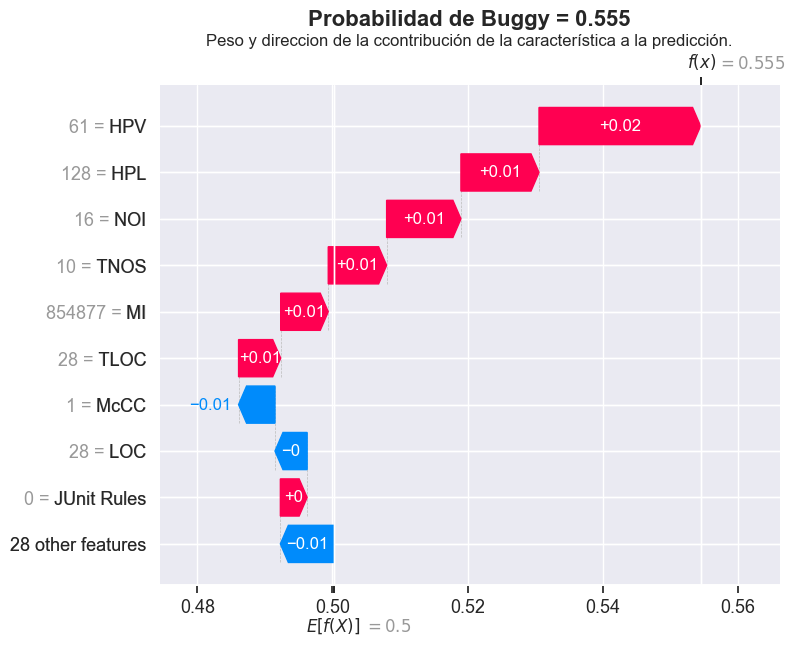 Probabilidad de Buggy = 0.555
Peso y direccion de la ccontribución de la característica a la predicción.
f(x) = 0.555
61 = HPV +0.02
128 = HPL +0.01
16 = NOI +0.01
10 = TNOS +0.01
854877 = MI +0.01
28 = TLOC +0.01
1 = McCC −0.01
28 = LOC −0
0 = JUnit Rules +0
28 other features −0.01
0.48 0.50 0.52 0.54 0.56
E[f(X)] = 0.5